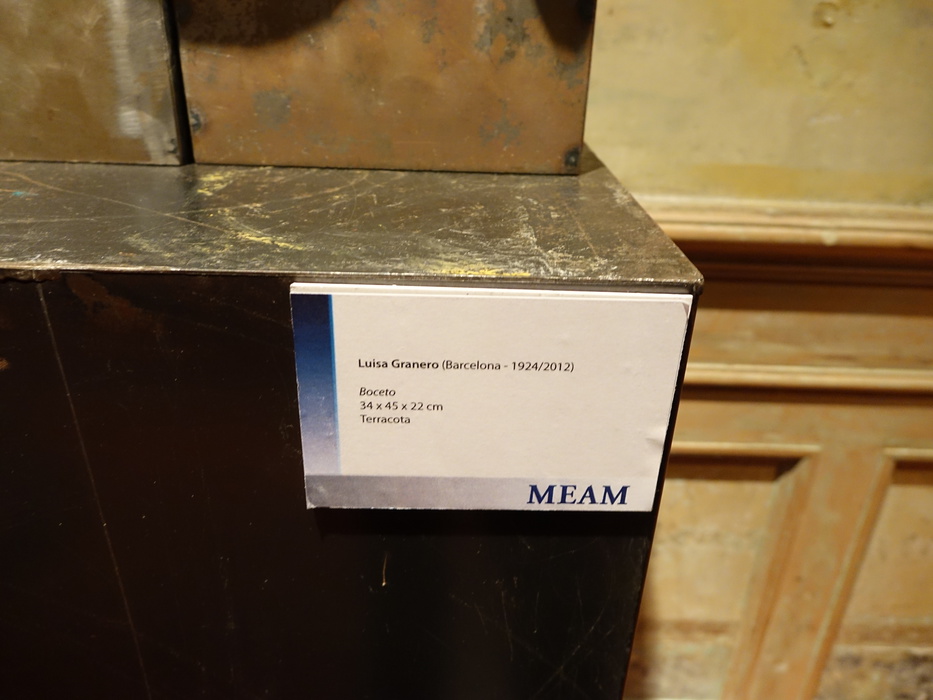 Luisa Granero (Barcelona - 1924/2012)
Boceto
34 x 45 x 22 cm
Terracota
MEAM